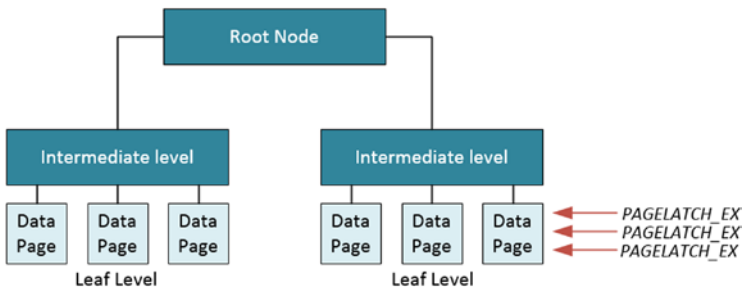 Root Node
Intermediate level
Intermediate level
Data
Page
Data
Page
Data
Page
Data
Page
Data
Page
Data
Page
PAGELATCH_EX
PAGELATCH_EX
PAGELATCH_EX
Leaf Level
Leaf Level